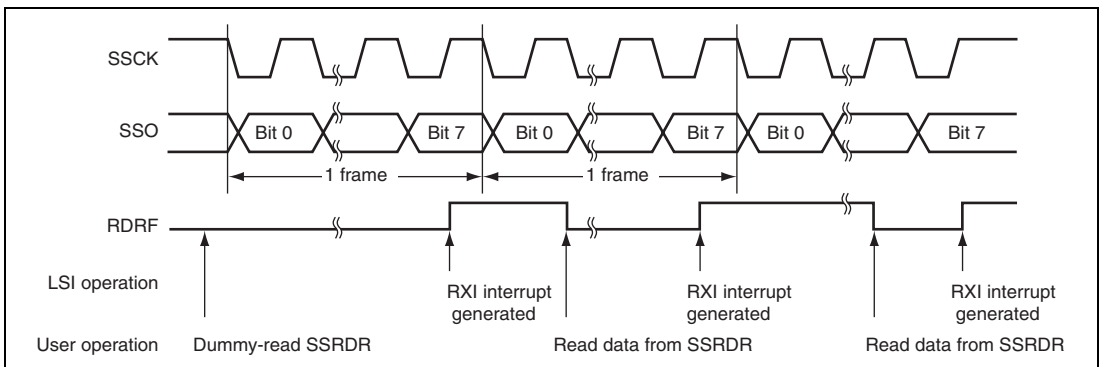 SSCK
SSO Bit 0 Bit 7 Bit 0 Bit 7 Bit 0 Bit 7
1 frame 1 frame
RDRF
LSI operation
RXI interrupt generated
RXI interrupt generated
RXI interrupt generated
User operation Dummy-read SSRDR Read data from SSRDR Read data from SSRDR